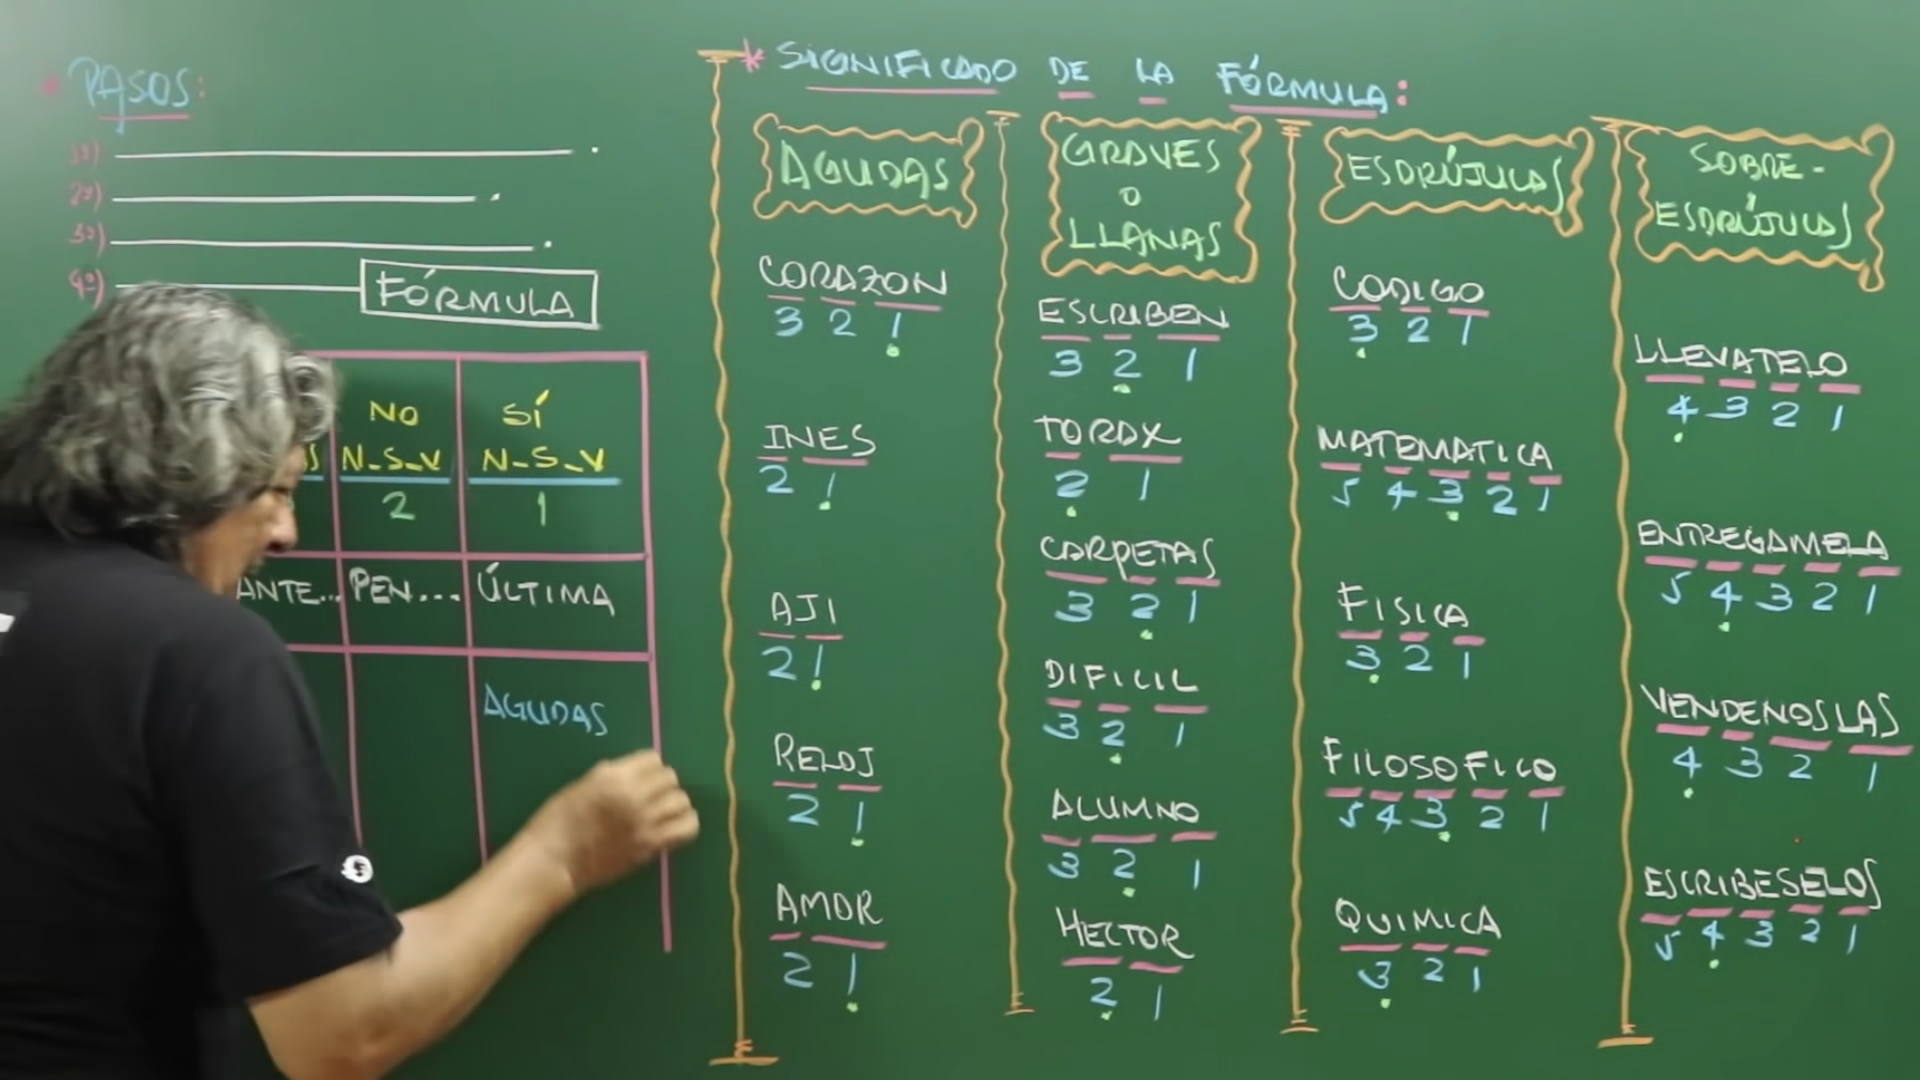 * PASOS:
1º)
2º)
3º)
4º) FÓRMULA
NO SÍ
N-S-V N-S-V
2 1
ANTE... PEN... ÚLTIMA
AGUDAS
* SIGNIFICADO DE LA FÓRMULA:
AGUDAS
CORAZON
3 2 1
INES
2 1
AJI
2 1
RELOJ
2 1
AMOR
2 1
GRAVES
O
LLANAS
ESCRIBEN
3 2 1
TORAX
2 1
CARPETAS
3 2 1
DIFICIL
3 2 1
ALUMNO
3 2 1
HECTOR
2 1
ESDRÚJULAS
CODIGO
3 2 1
MATEMATICA
5 4 3 2 1
FISICA
3 2 1
FILOSOFICO
5 4 3 2 1
QUIMICA
3 2 1
SOBRE-
ESDRÚJULAS
LLEVATELO
4 3 2 1
ENTREGAMELA
5 4 3 2 1
VENDENOSLAS
4 3 2 1
ESCRIBESELOS
5 4 3 2 1